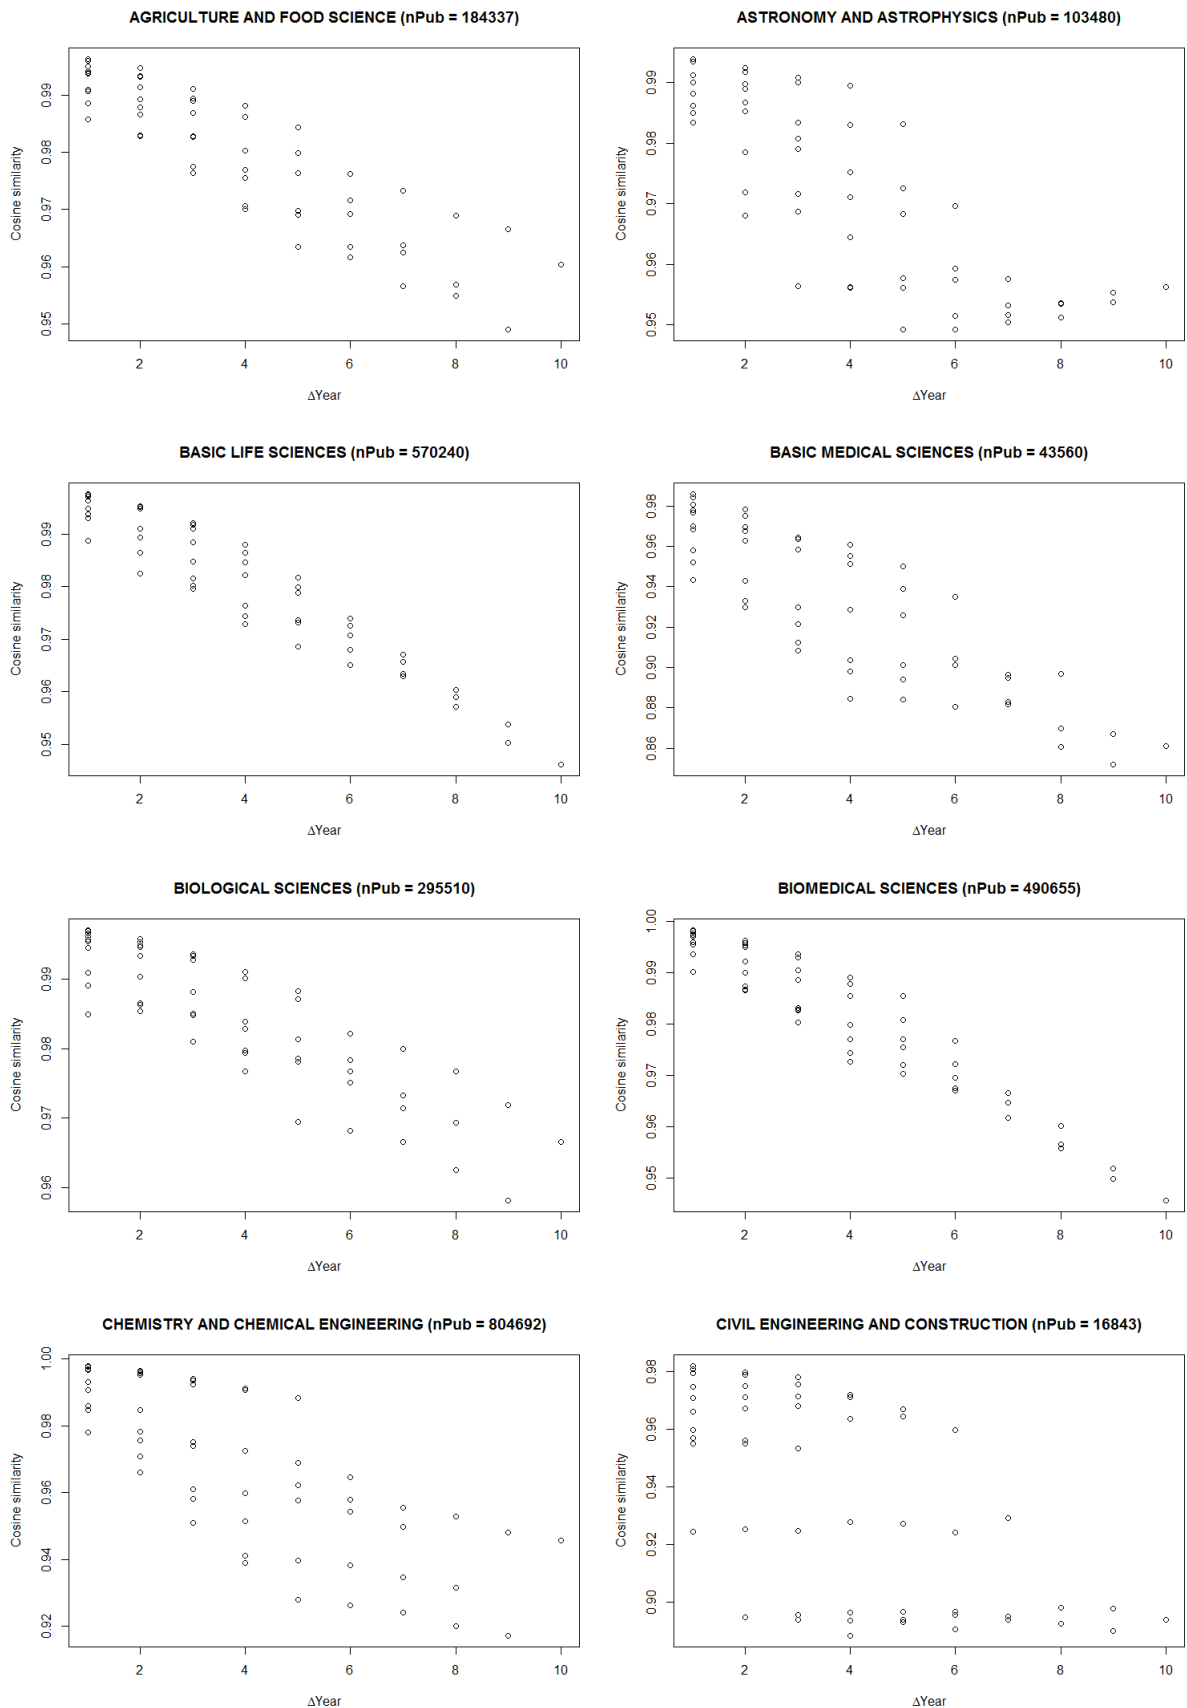 AGRICULTURE AND FOOD SCIENCE (nPub = 184337)
Cosine similarity
0.99
0.98
0.97
0.96
0.95
2 4 6 8 10
ΔYear
ASTRONOMY AND ASTROPHYSICS (nPub = 103480)
Cosine similarity
0.99
0.98
0.97
0.96
0.95
2 4 6 8 10
ΔYear
BASIC LIFE SCIENCES (nPub = 570240)
Cosine similarity
0.99
0.98
0.97
0.96
0.95
2 4 6 8 10
ΔYear
BASIC MEDICAL SCIENCES (nPub = 43560)
Cosine similarity
0.98
0.96
0.94
0.92
0.90
0.88
0.86
2 4 6 8 10
ΔYear
BIOLOGICAL SCIENCES (nPub = 295510)
Cosine similarity
0.99
0.98
0.97
0.96
2 4 6 8 10
ΔYear
BIOMEDICAL SCIENCES (nPub = 490655)
Cosine similarity
1.00
0.99
0.98
0.97
0.96
0.95
2 4 6 8 10
ΔYear
CHEMISTRY AND CHEMICAL ENGINEERING (nPub = 804692)
Cosine similarity
1.00
0.98
0.96
0.94
0.92
2 4 6 8 10
ΔYear
CIVIL ENGINEERING AND CONSTRUCTION (nPub = 16843)
Cosine similarity
0.98
0.96
0.94
0.92
0.90
2 4 6 8 10
ΔYear